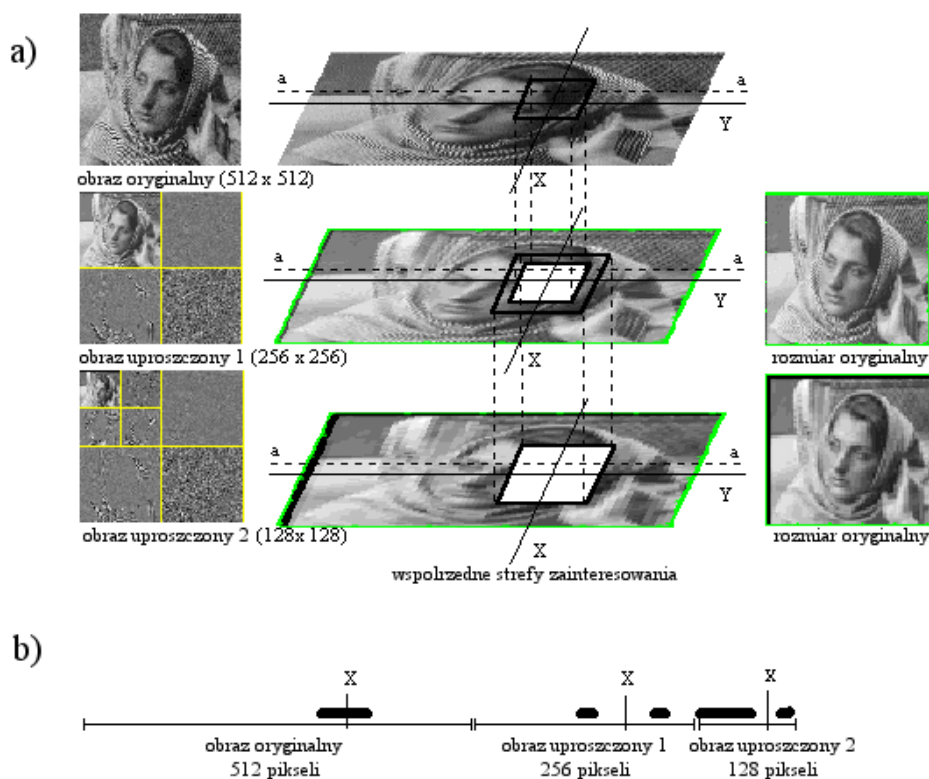 a)
a
a
Y
obraz oryginalny (512 x 512)
X
a
a
Y
obraz uproszczony 1 (256 x 256)
X
rozmiar oryginalny
a
a
Y
obraz uproszczony 2 (128x 128)
X
rozmiar oryginalny
wspolrzedne strefy zainteresowania
b)
X
X
X
obraz oryginalny
512 pikseli
obraz uproszczony 1
256 pikseli
obraz uproszczony 2
128 pikseli